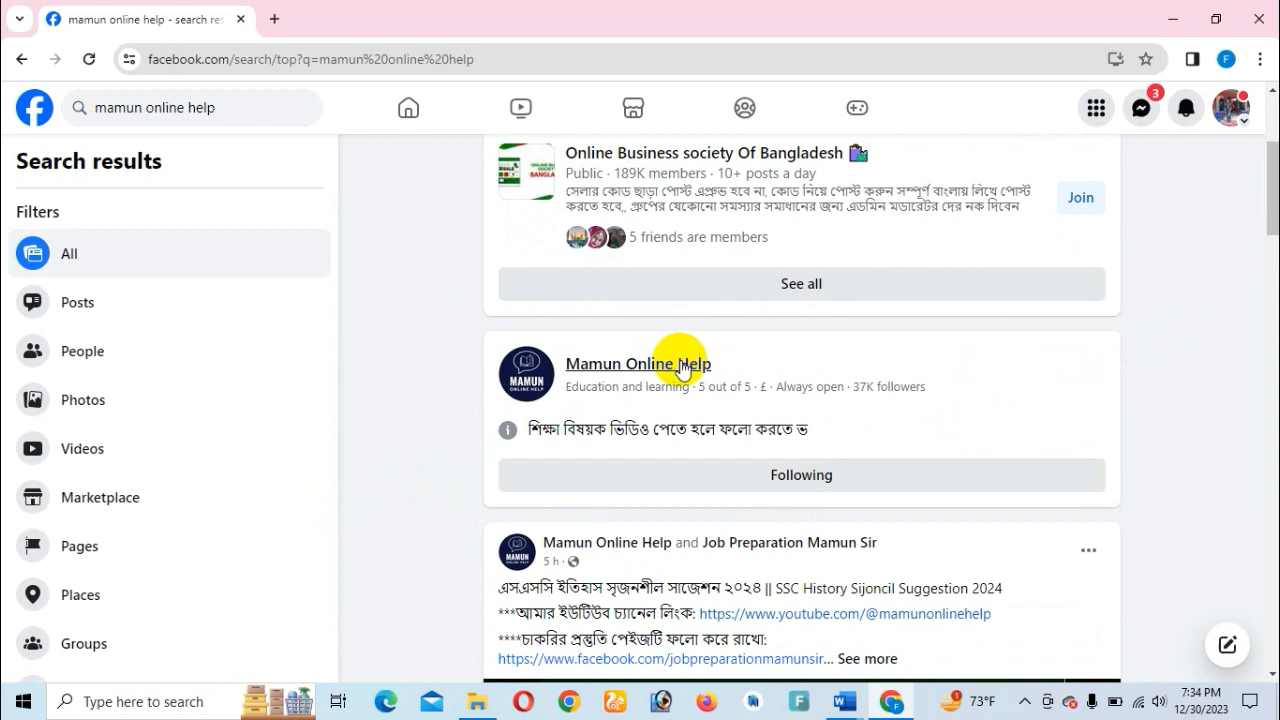 mamun online help - search res
facebook.com/search/top?q=mamun%20online%20help
mamun online help
3
Search results
Filters
All
Posts
People
Photos
Videos
Marketplace
Pages
Places
Groups
Online Business society Of Bangladesh 🛍️
Public · 189K members · 10+ posts a day
সেলার কোড ছাড়া পোস্ট এপ্রুভ হবে না, কোড নিয়ে পোস্ট করুন সম্পূর্ণ বাংলায় লিখে পোস্ট
করতে হবে,, গ্রুপের যেকোনো সমস্যার সমাধানের জন্য এডমিন মডারেটর দের নক দিবেন
Join
5 friends are members
See all
MAMUN
ONLINE HELP
Mamun Online Help
Education and learning · 5 out of 5 · £ · Always open · 37K followers
শিক্ষা বিষয়ক ভিডিও পেতে হলে ফলো করতে ভ
Following
MAMUN
Mamun Online Help and Job Preparation Mamun Sir
5 h
এসএসসি ইতিহাস সৃজনশীল সাজেশন ২০২৪ || SSC History Sijoncil Suggestion 2024
***আমার ইউটিউব চ্যানেল লিংক: https://www.youtube.com/@mamunonlinehelp
****চাকরির প্রস্তুতি পেইজটি ফলো করে রাখো:
https://www.facebook.com/jobpreparationmamunsir... See more
Type here to search
73°F
7:34 PM
12/30/2023